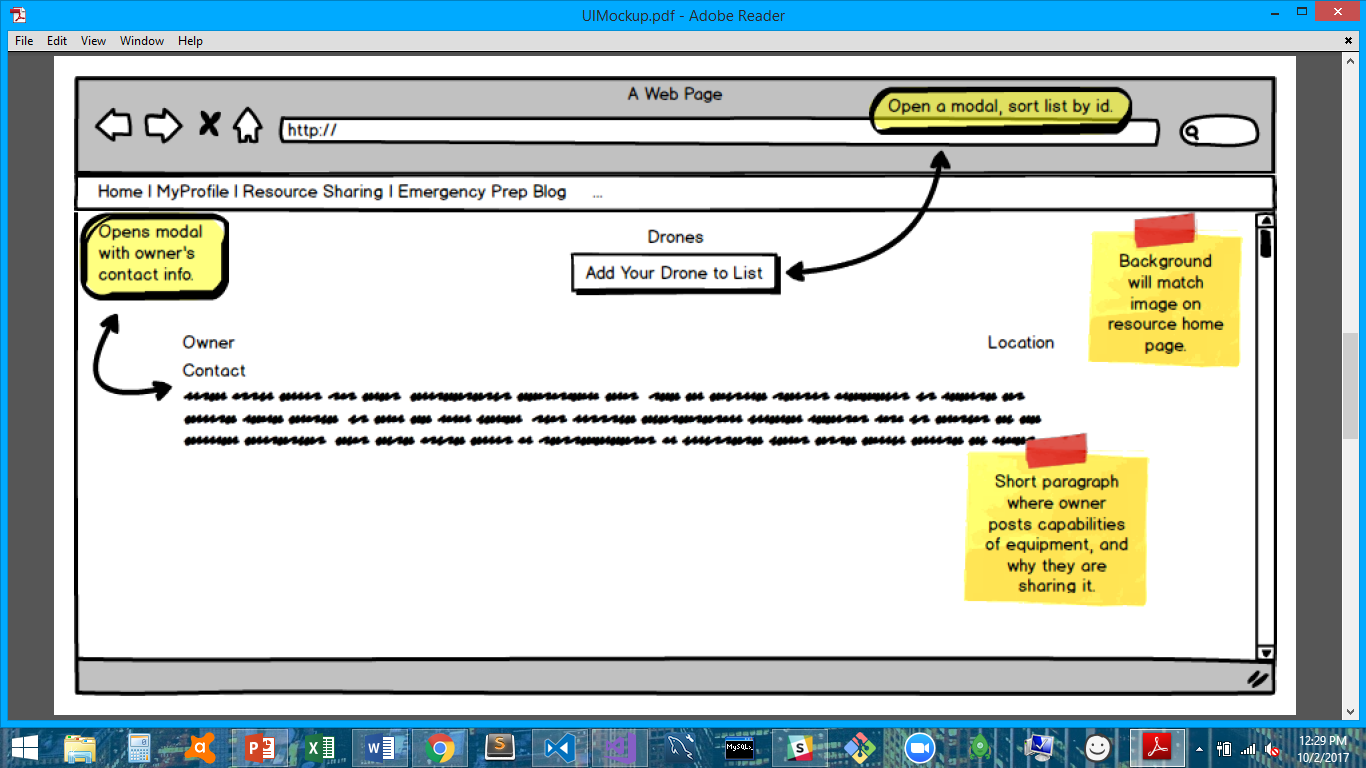 UIMockup.pdf - Adobe Reader
File Edit View Window Help
A Web Page
Open a modal, sort list by id.
http://
Home | MyProfile | Resource Sharing | Emergency Prep Blog ...
Opens modal
with owner's
contact info.
Drones
Add Your Drone to List
Background
will match
image on
resource home
page.
Owner
Location
Contact
Short paragraph
where owner
posts capabilities
of equipment, and
why they are
sharing it.
MySQL
12:29 PM
10/2/2017